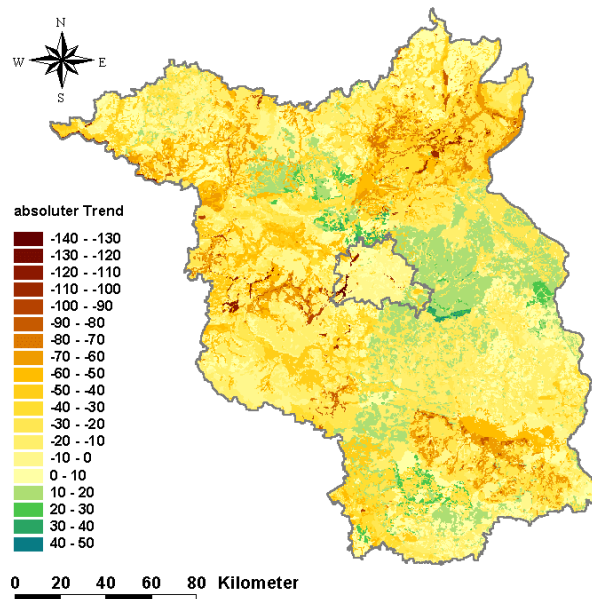 N
W E
S
absoluter Trend
-140 - -130
-130 - -120
-120 - -110
-110 - -100
-100 - -90
-90 - -80
-80 - -70
-70 - -60
-60 - -50
-50 - -40
-40 - -30
-30 - -20
-20 - -10
-10 - 0
0 - 10
10 - 20
20 - 30
30 - 40
40 - 50
0 20 40 60 80 Kilometer